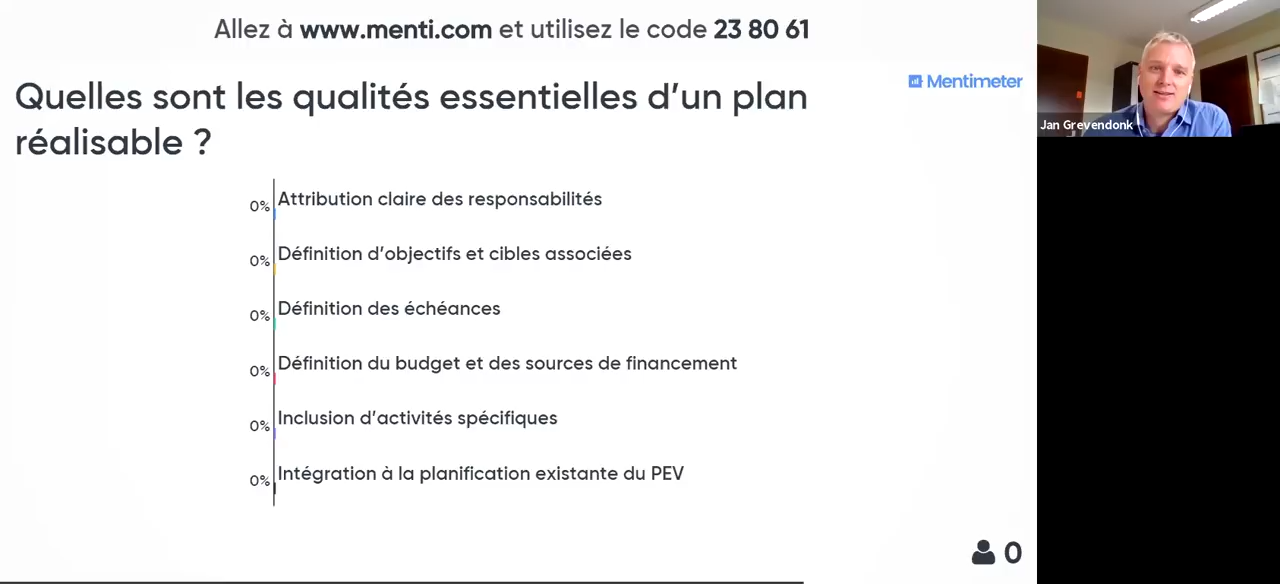 Allez à www.menti.com et utilisez le code 23 80 61
Mentimeter
Quelles sont les qualités essentielles d'un plan
réalisable ?
0% Attribution claire des responsabilités
0% Définition d'objectifs et cibles associées
0% Définition des échéances
0% Définition du budget et des sources de financement
0% Inclusion d'activités spécifiques
0% Intégration à la planification existante du PEV
0
Jan Grevendonk